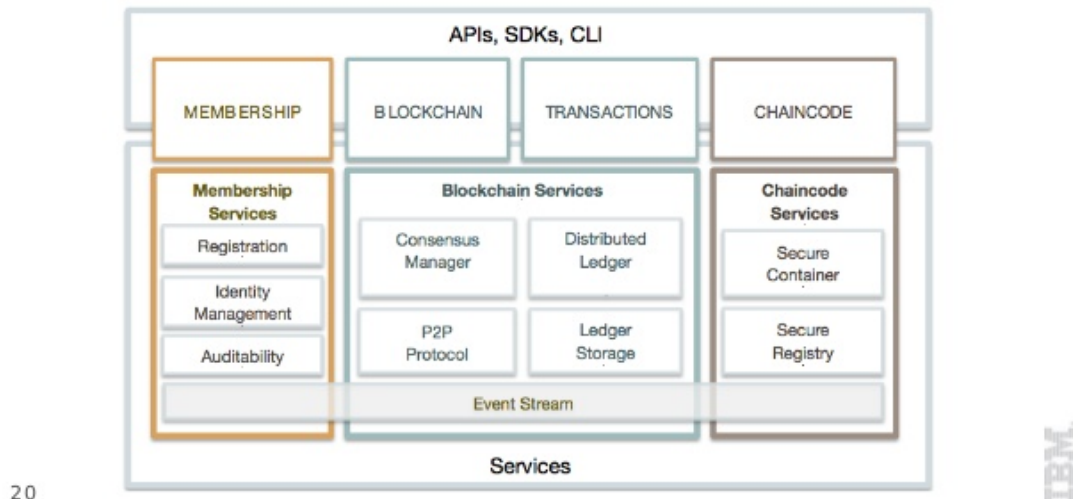 APIs, SDKs, CLI
MEMBERSHIP
BLOCKCHAIN
TRANSACTIONS
CHAINCODE
Membership
Services
Registration
Identity
Management
Auditability
Blockchain Services
Consensus
Manager
Distributed
Ledger
P2P
Protocol
Ledger
Storage
Chaincode
Services
Secure
Container
Secure
Registry
Event Stream
Services
20
IBM